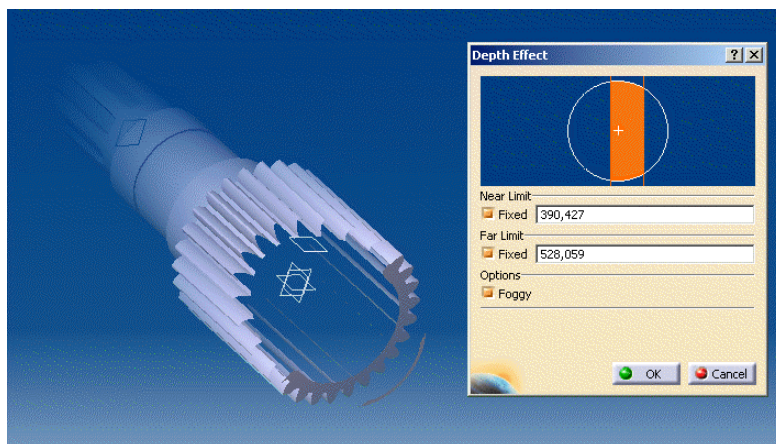 Depth Effect
Near Limit
Fixed 390,427
Far Limit
Fixed 528,059
Options
Foggy
OK Cancel